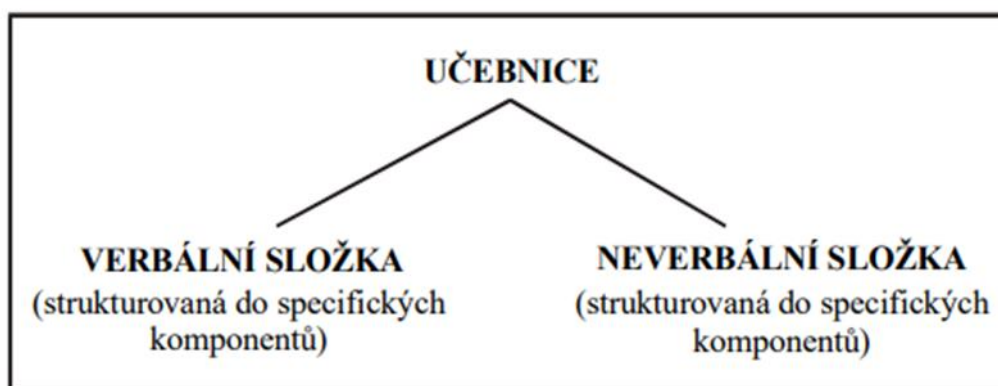 UČEBNICE
VERBÁLNÍ SLOŽKA
(strukturovaná do specifických
komponentů)
NEVERBÁLNÍ SLOŽKA
(strukturovaná do specifických
komponentů)